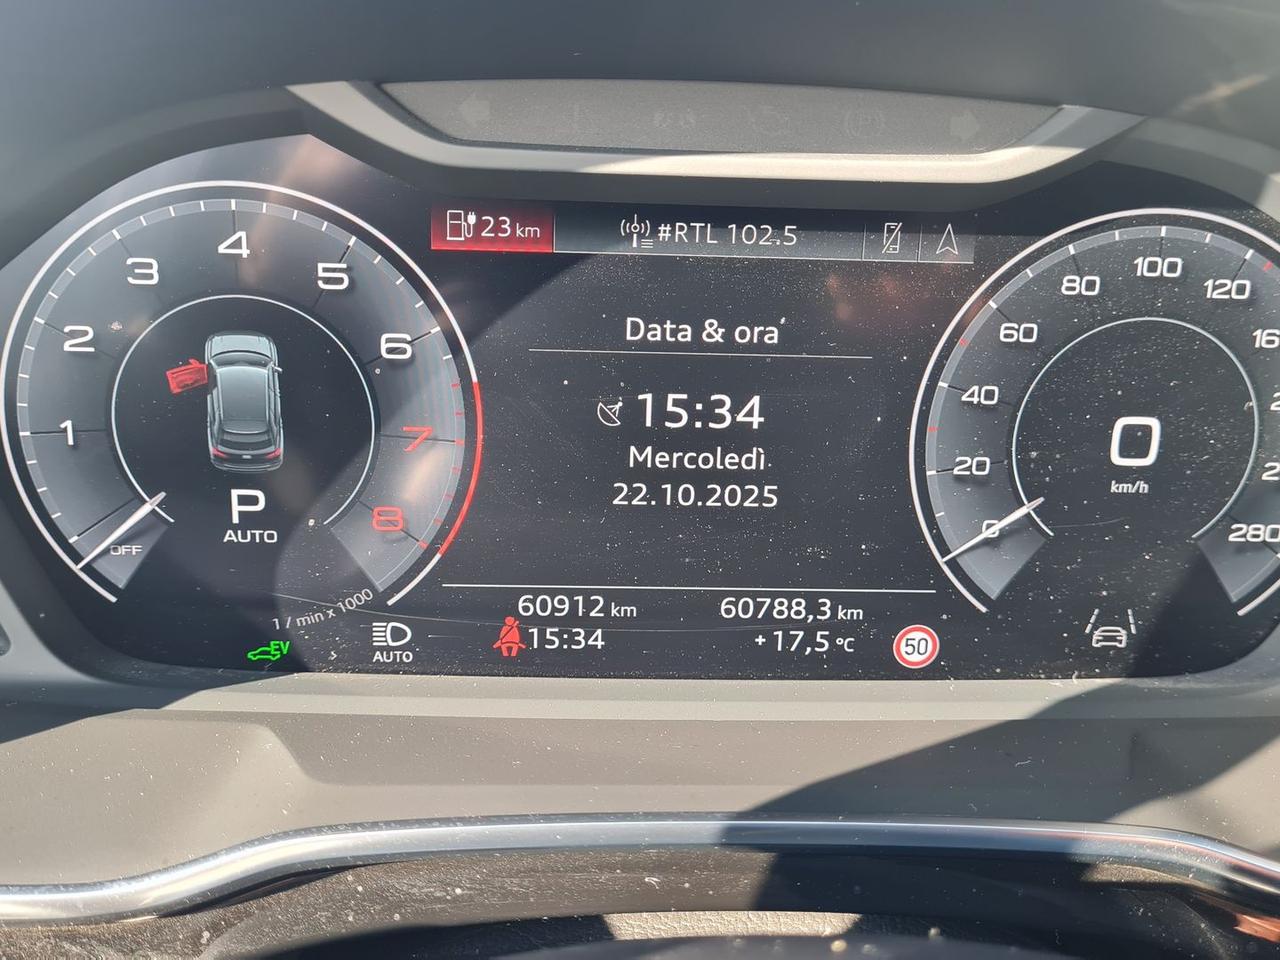 23 km
#RTL 102.5
Data & ora
15:34
Mercoledì
22.10.2025
60912 km
60788,3 km
15:34
+17,5 °C
50
1
2
3
4
5
6
7
8
OFF
P
AUTO
1 / min x 1000
EV
AUTO
0
20
40
60
80
100
120
280
0
km/h
(P)